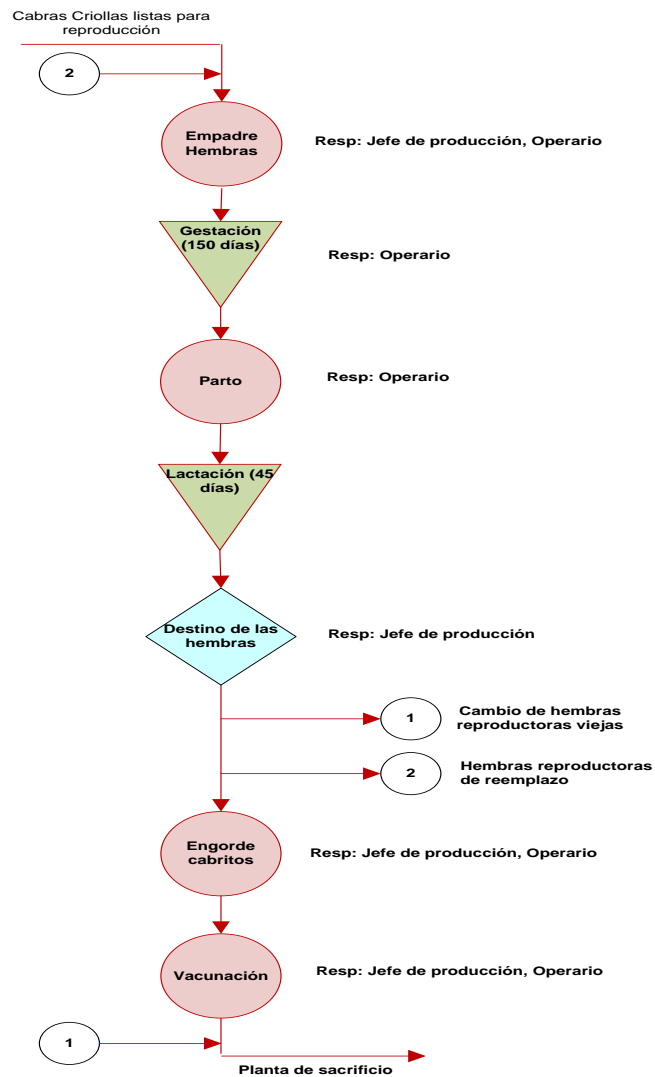 Cabras Criollas listas para
reproducción
2
Empadre
Hembras
Resp: Jefe de producción, Operario
Gestación
(150 días)
Resp: Operario
Parto
Resp: Operario
Lactación (45
días)
Destino de las
hembras
Resp: Jefe de producción
1
Cambio de hembras
reproductoras viejas
2
Hembras reproductoras
de reemplazo
Engorde
cabritos
Resp: Jefe de producción, Operario
Vacunación
Resp: Jefe de producción, Operario
1
Planta de sacrificio